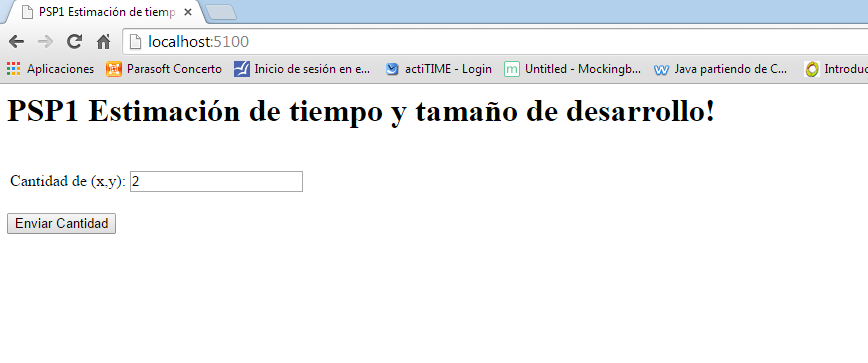 PSP1 Estimación de tiemp
localhost:5100
Aplicaciones Parasoft Concerto Inicio de sesión en e... actiTIME - Login m Untitled - Mockingb... W Java partiendo de C... Introduc
PSP1 Estimación de tiempo y tamaño de desarrollo!
Cantidad de (x,y): 2
Enviar Cantidad